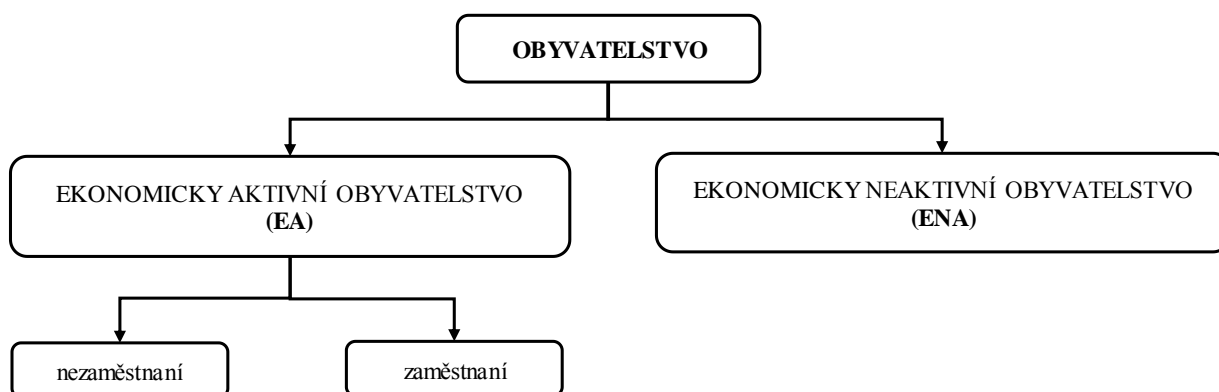 OBYVATELSTVO
EKONOMICKY AKTIVNÍ OBYVATELSTVO
(EA)
EKONOMICKY NEAKTIVNÍ OBYVATELSTVO
(ENA)
nezaměstnaní
zaměstnaní